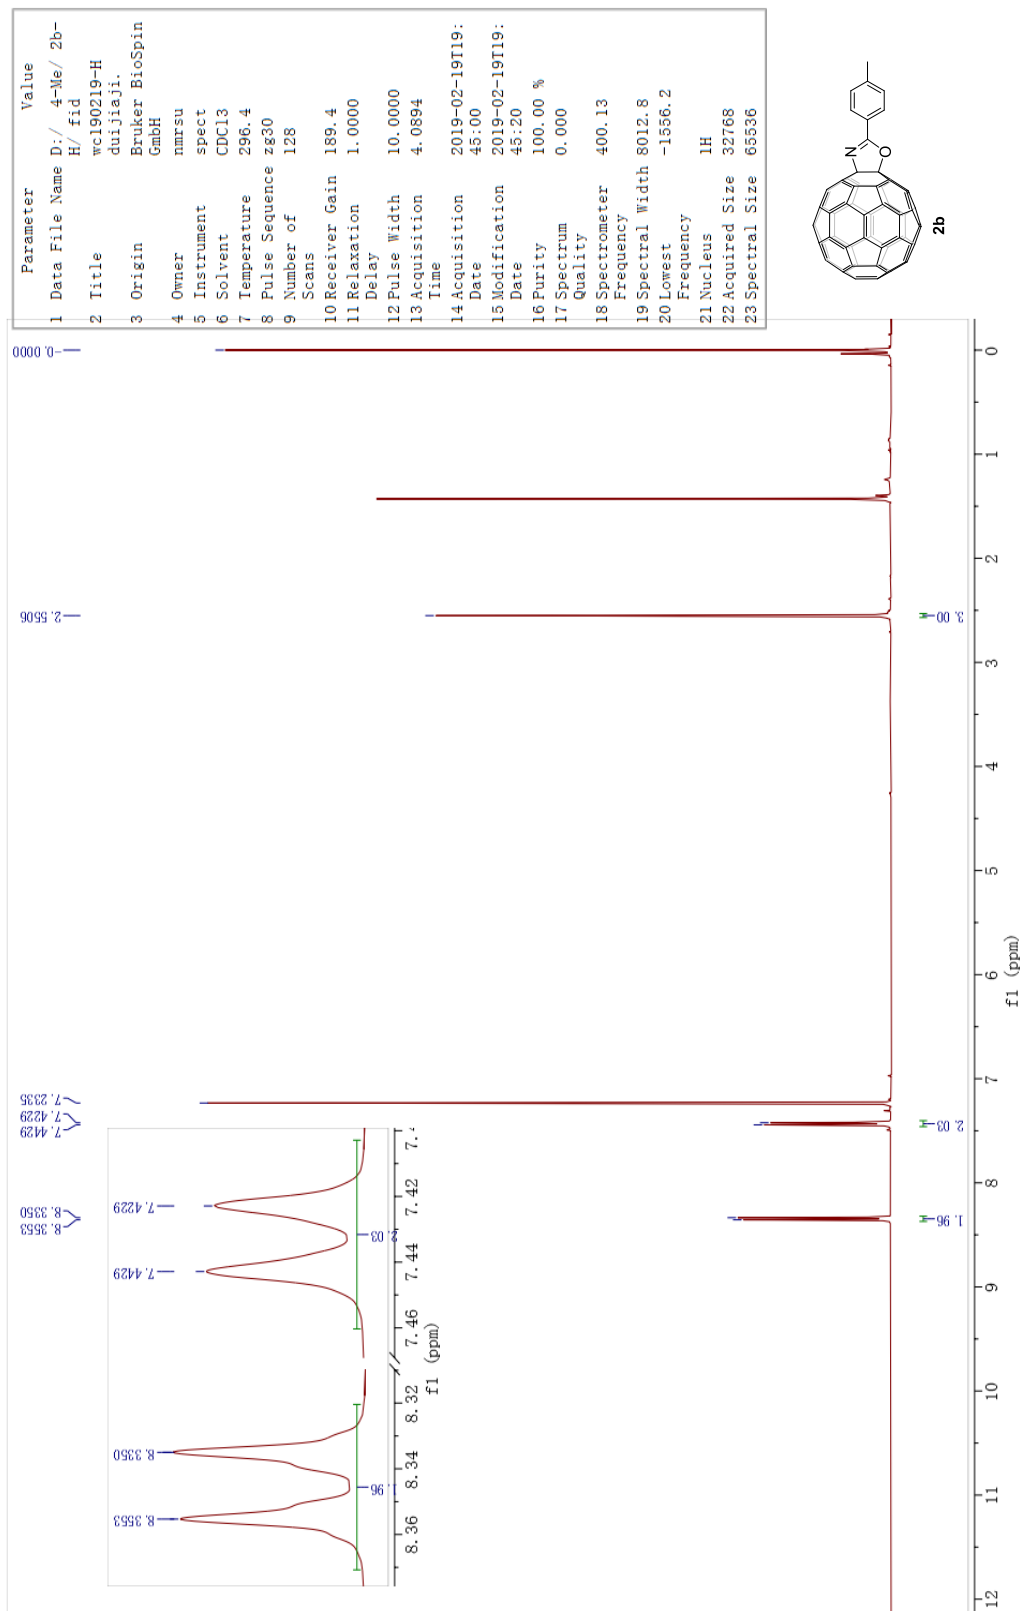 Parameter Value
1 Data File Name D:/ 4-Me/ 2b-
H/ fid
2 Title wc190219-H
duijiaji.
3 Origin Bruker BioSpin
GmbH
4 Owner nmrsu
5 Instrument spect
6 Solvent CDCl3
7 Temperature 296.4
8 Pulse Sequence zg30
9 Number of 128
Scans
10 Receiver Gain 189.4
11 Relaxation 1.0000
Delay
12 Pulse Width 10.0000
13 Acquisition 4.0894
Time
14 Acquisition 2019-02-19T19:
Date 45:00
15 Modification 2019-02-19T19:
Date 45:20
16 Purity 100.00 %
17 Spectrum 0.000
Quality
18 Spectrometer 400.13
Frequency
19 Spectral Width 8012.8
20 Lowest -1556.2
Frequency
21 Nucleus 1H
22 Acquired Size 32768
23 Spectral Size 65536
8.3553
8.3350
7.4429
7.4229
7.2335
2.5506
-0.0000
8.3553
8.3350
7.4429
7.4229
1.96
2.03
8.36 8.34 8.32 7.46 7.44 7.42 7.4
f1 (ppm)
N
O
2b
1.96
2.03
3.00
12 11 10 9 8 7 6 5 4 3 2 1 0
f1 (ppm)